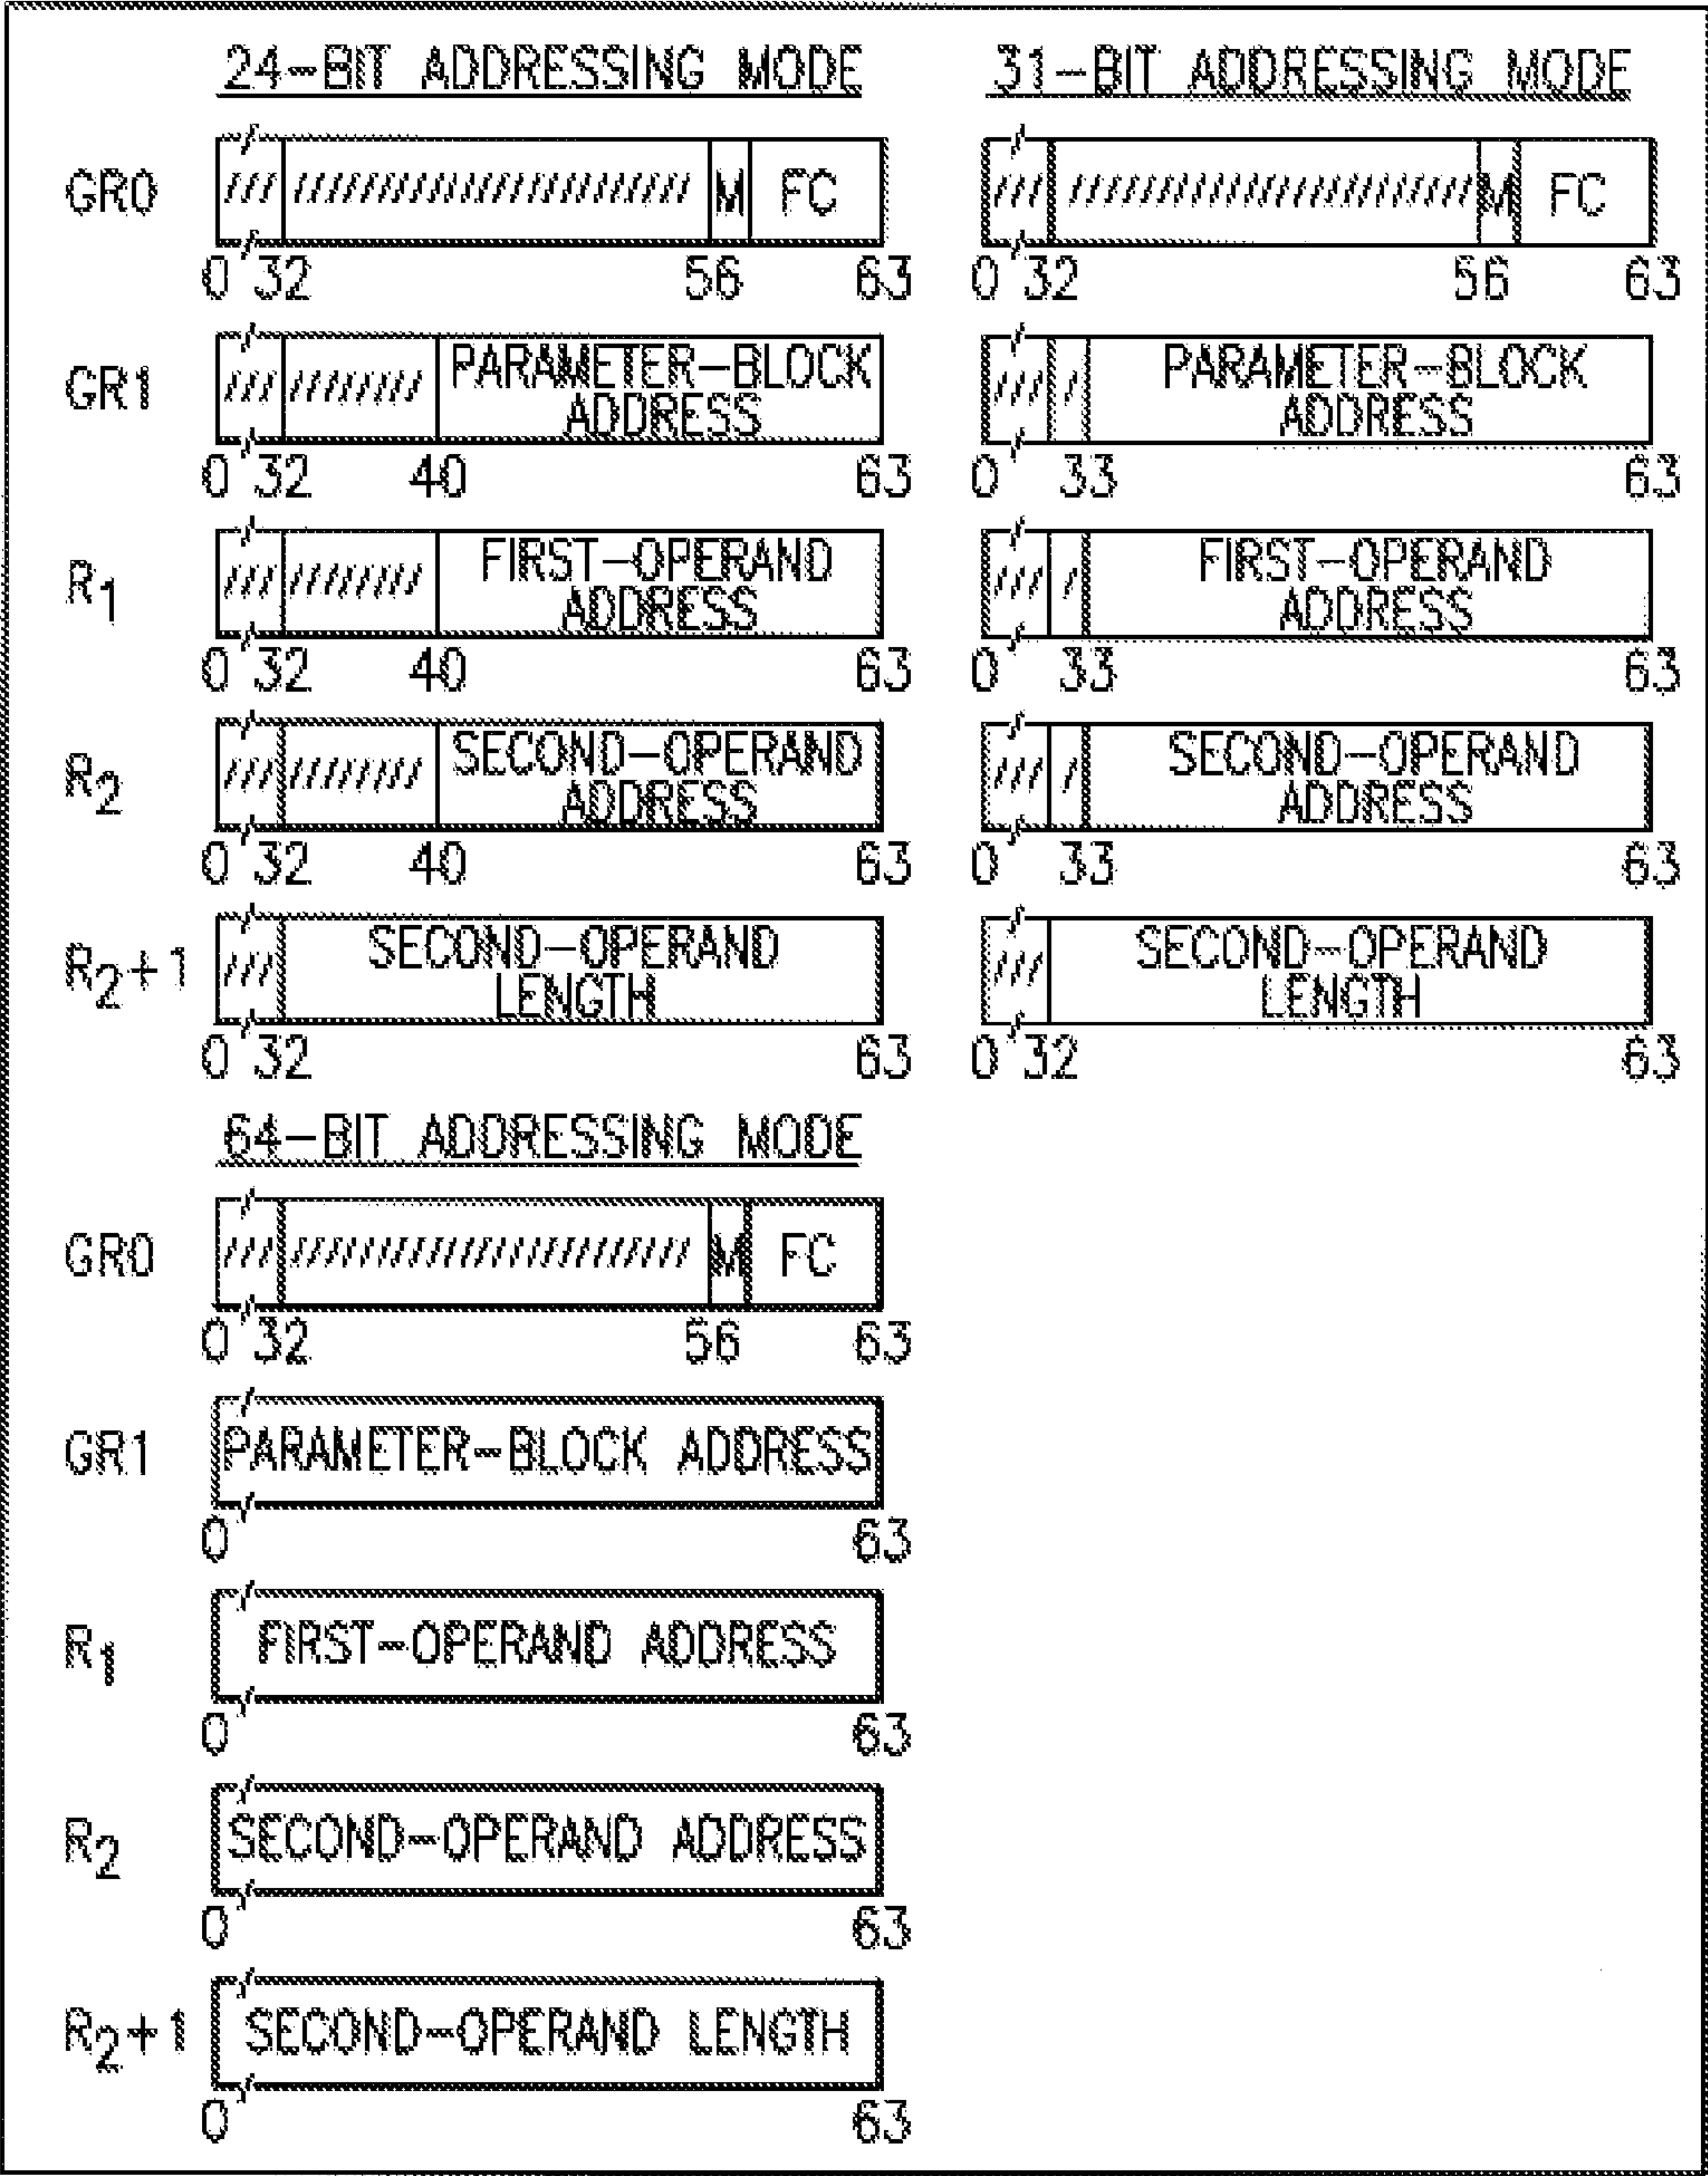 24-BIT ADDRESSING MODE 31-BIT ADDRESSING MODE
GR0 /// //////////////////////// M FC /// //////////////////////// M FC
0 32 56 63 0 32 56 63
GR1 /// //////// PARAMETER-BLOCK /// / PARAMETER-BLOCK
ADDRESS ADDRESS
0 32 40 63 0 33 63
R1 /// //////// FIRST-OPERAND /// / FIRST-OPERAND
ADDRESS ADDRESS
0 32 40 63 0 33 63
R2 /// //////// SECOND-OPERAND /// / SECOND-OPERAND
ADDRESS ADDRESS
0 32 40 63 0 33 63
R2+1 /// SECOND-OPERAND /// SECOND-OPERAND
LENGTH LENGTH
0 32 63 0 32 63
64-BIT ADDRESSING MODE
GR0 /// //////////////////////// M FC
0 32 56 63
GR1 PARAMETER-BLOCK ADDRESS
0 63
R1 FIRST-OPERAND ADDRESS
0 63
R2 SECOND-OPERAND ADDRESS
0 63
R2+1 SECOND-OPERAND LENGTH
0 63